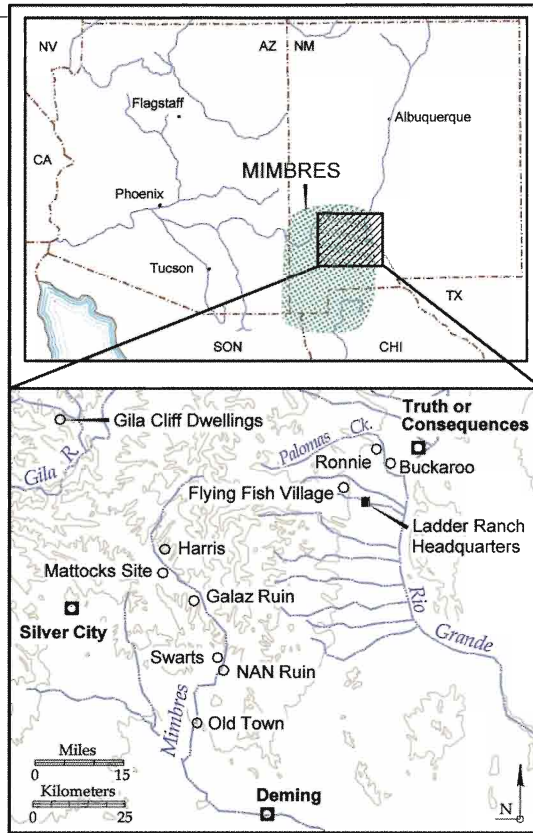 NV
AZ
NM
Flagstaff
Albuquerque
CA
MIMBRES
Phoenix
Tucson
TX
SON
CHI
Gila Cliff Dwellings
Truth or
Consequences
Palomas Ck.
Gila R.
Ronnie
Buckaroo
Flying Fish Village
Ladder Ranch
Headquarters
Harris
Mattocks Site
Galaz Ruin
Rio Grande
Silver City
Swarts
NAN Ruin
Mimbres
Old Town
Miles
0 15
Kilometers
0 25
Deming
N